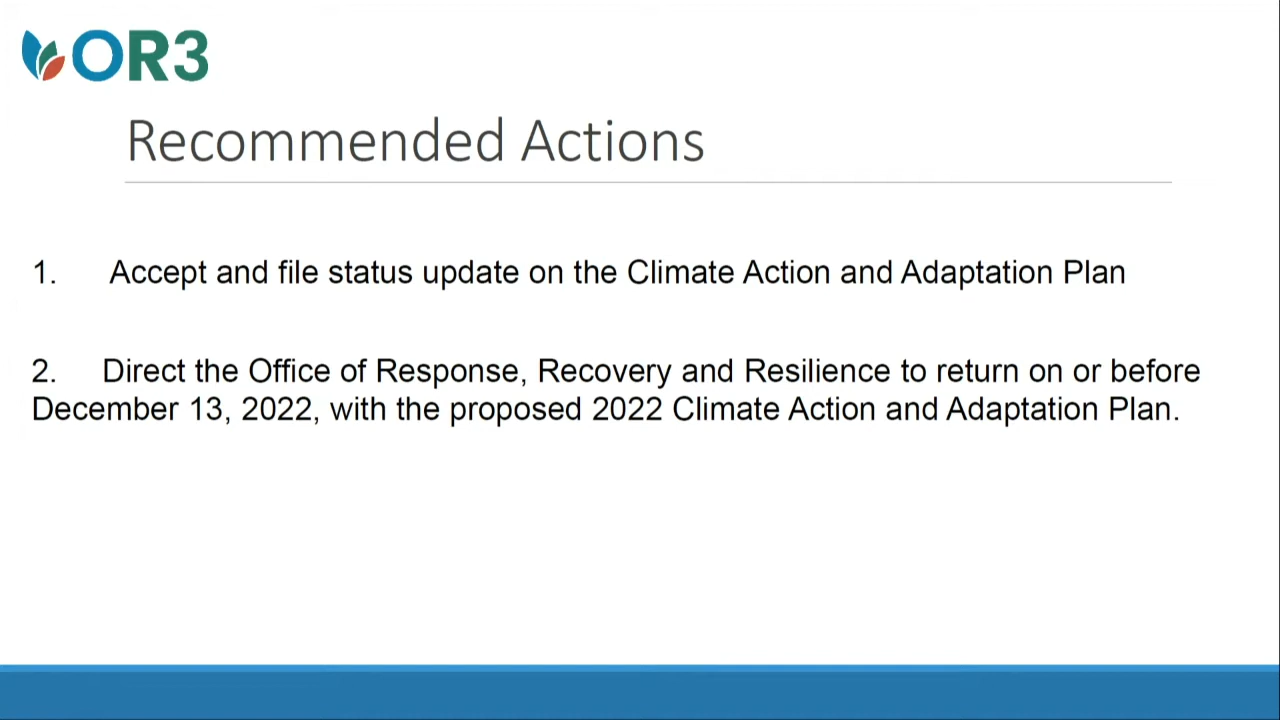 OR3
Recommended Actions
1. Accept and file status update on the Climate Action and Adaptation Plan
2. Direct the Office of Response, Recovery and Resilience to return on or before
December 13, 2022, with the proposed 2022 Climate Action and Adaptation Plan.